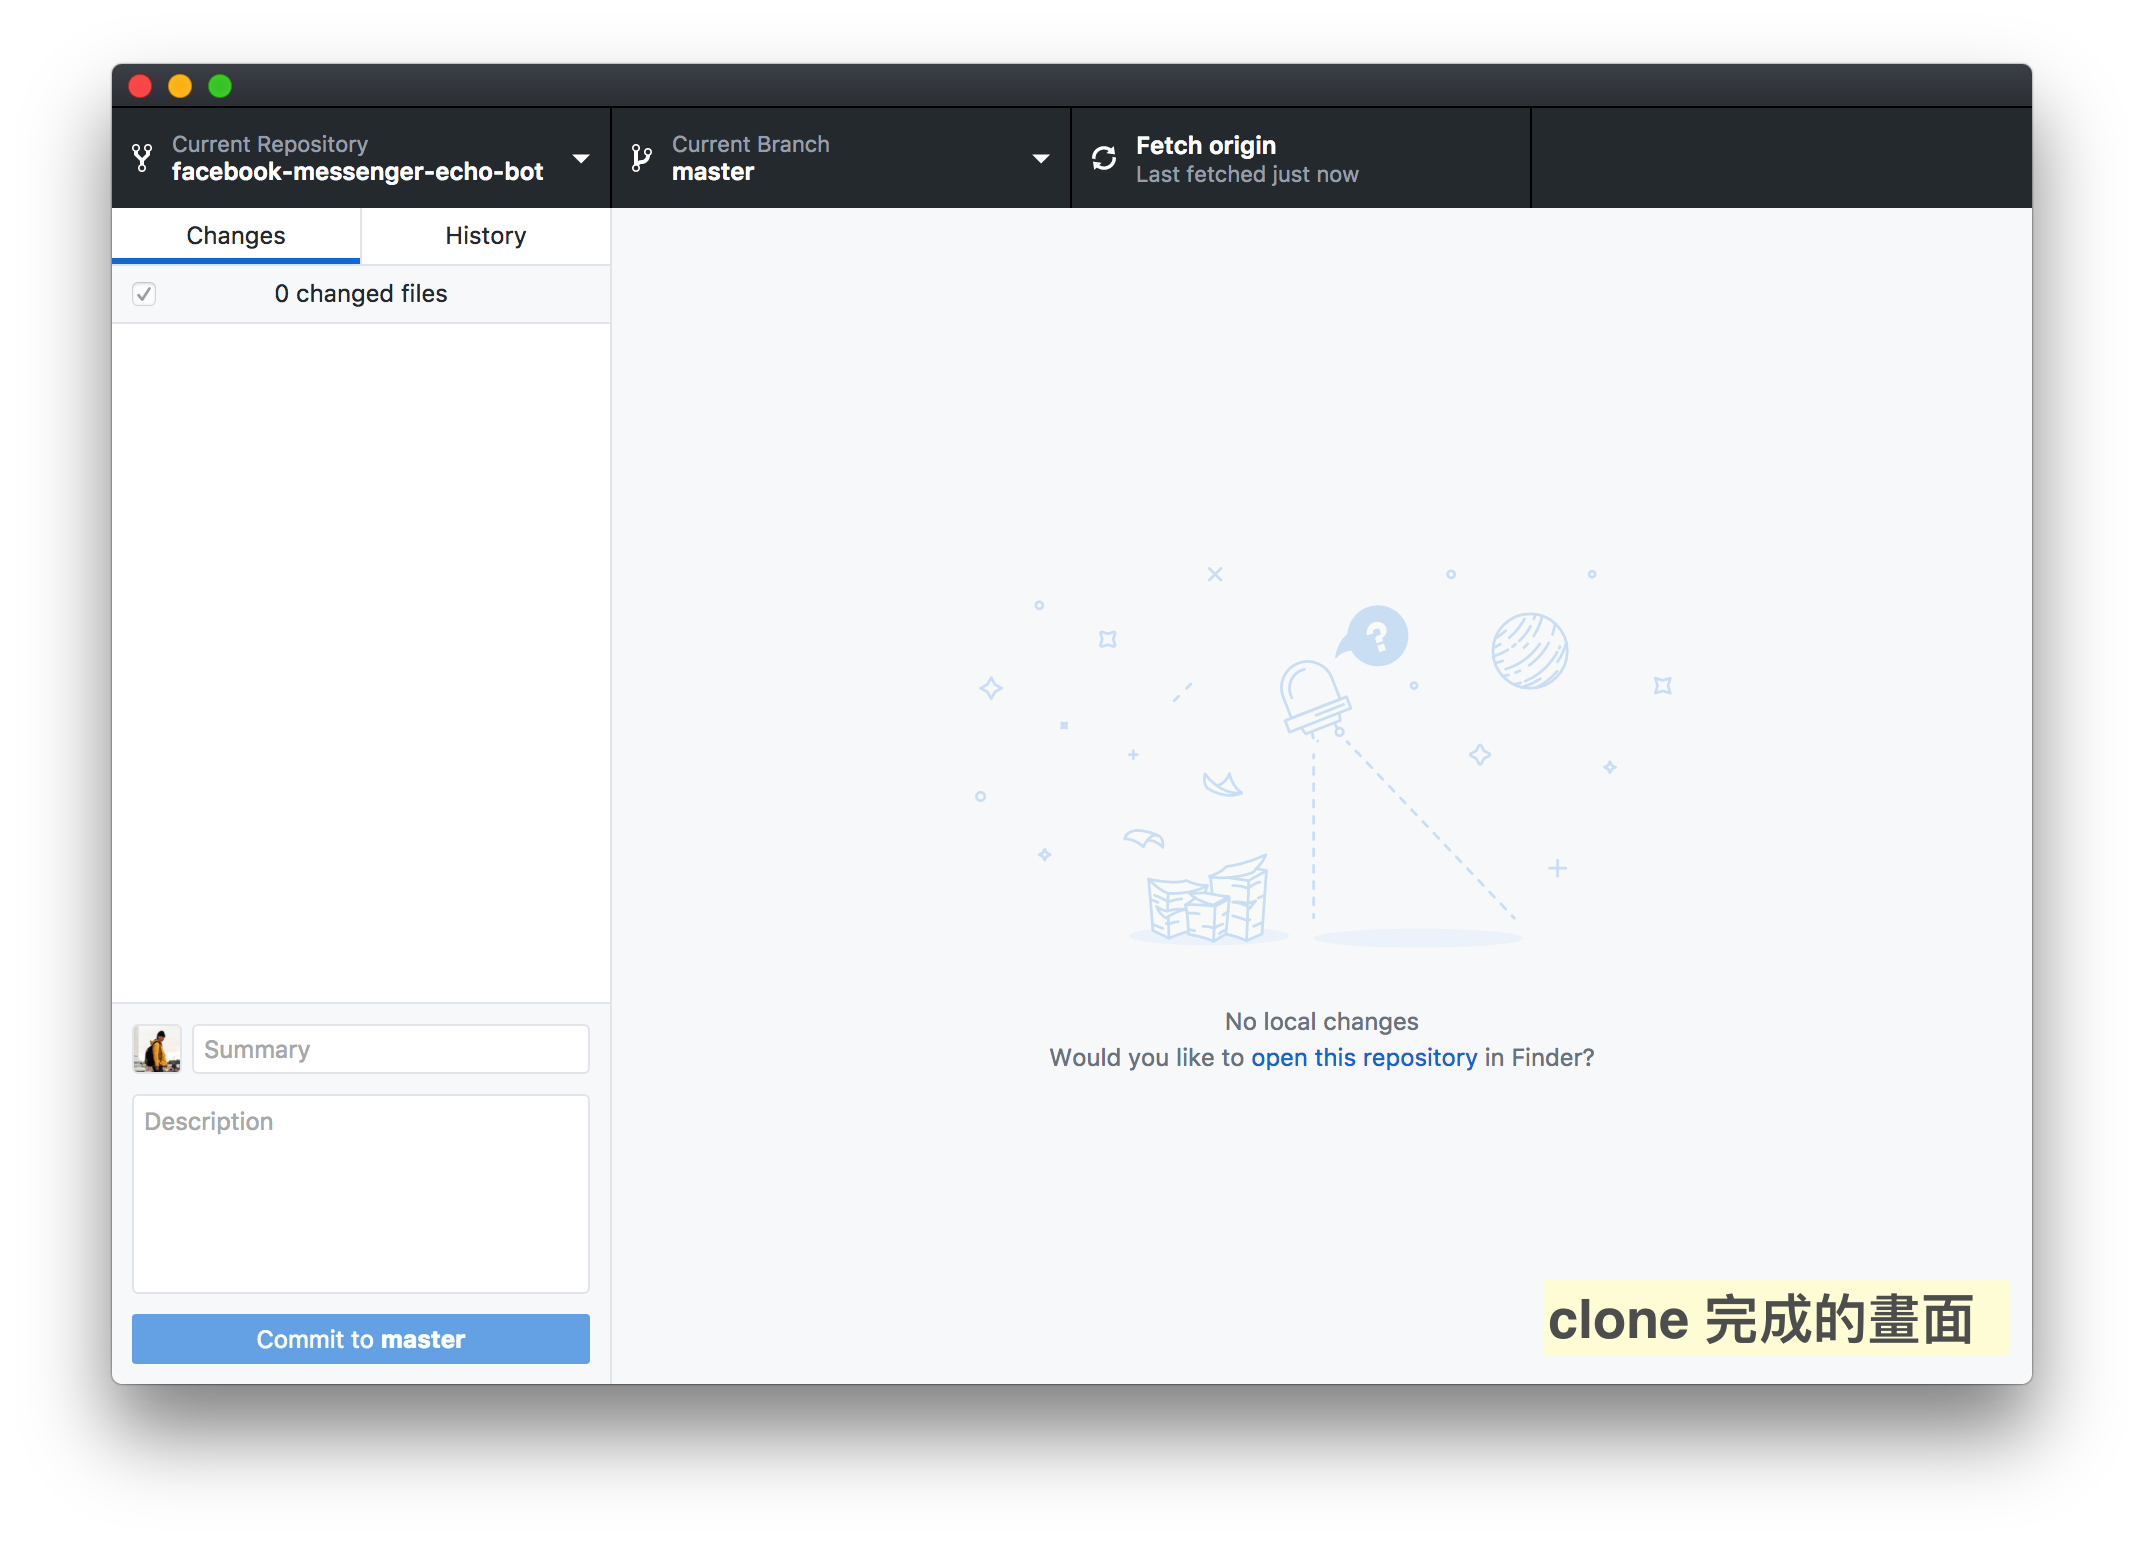 Current Repository
facebook-messenger-echo-bot
Current Branch
master
Fetch origin
Last fetched just now
Changes
History
0 changed files
?
No local changes
Would you like to open this repository in Finder?
Summary
Description
Commit to master
clone 完成的畫面